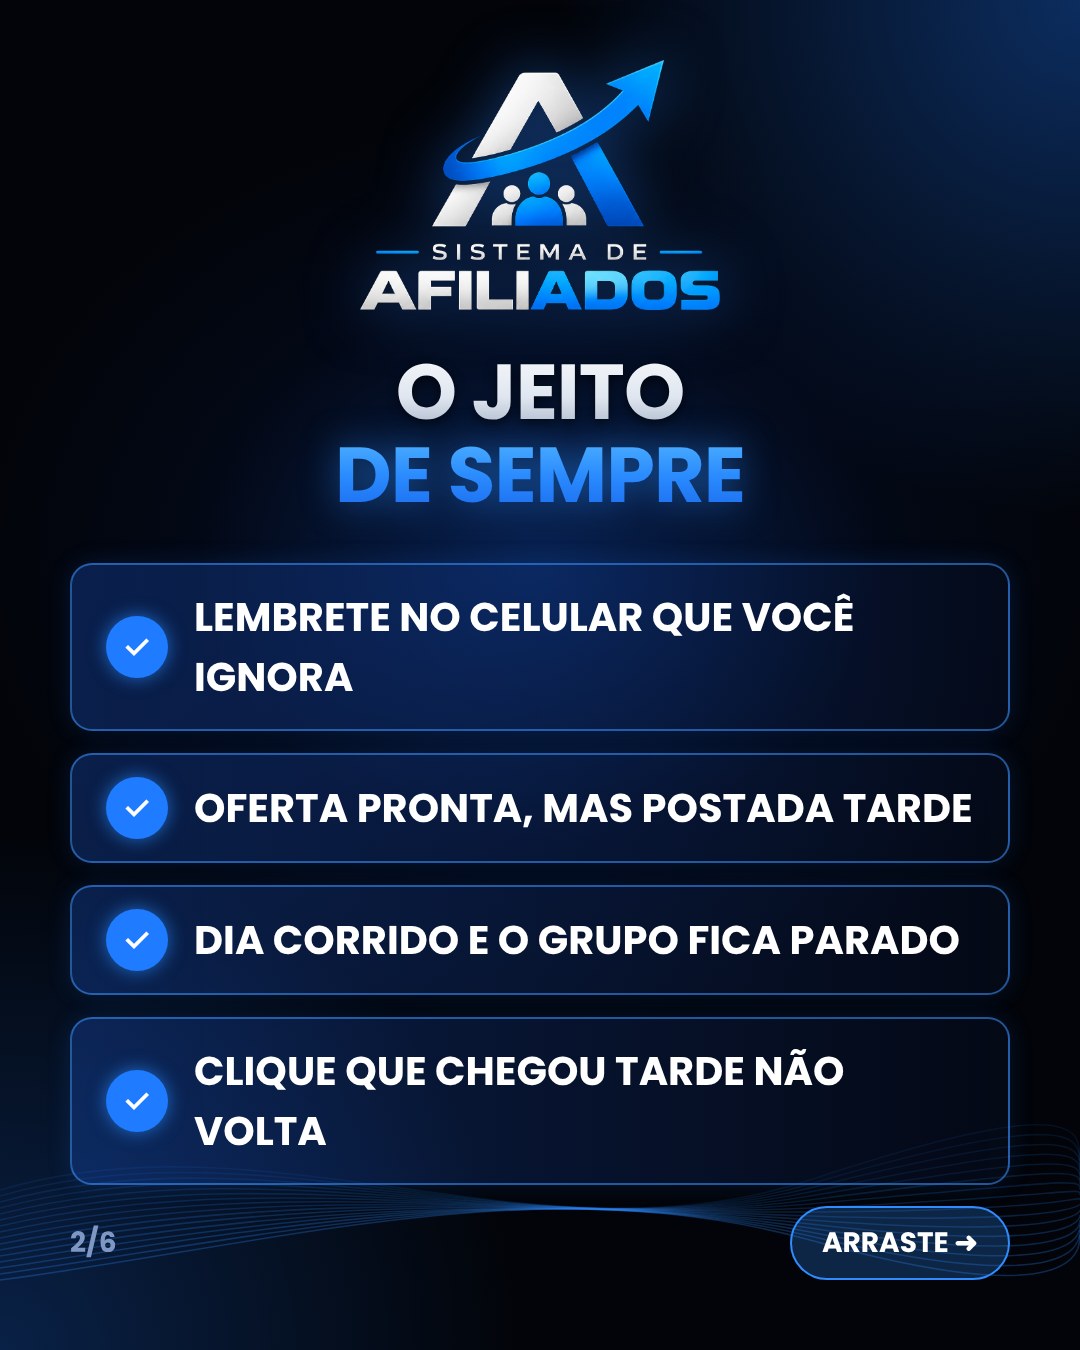 SISTEMA DE
AFILIADOS
O JEITO
DE SEMPRE
LEMBRETE NO CELULAR QUE VOCÊ
IGNORA
OFERTA PRONTA, MAS POSTADA TARDE
DIA CORRIDO E O GRUPO FICA PARADO
CLIQUE QUE CHEGOU TARDE NÃO
VOLTA
2/6
ARRASTE →